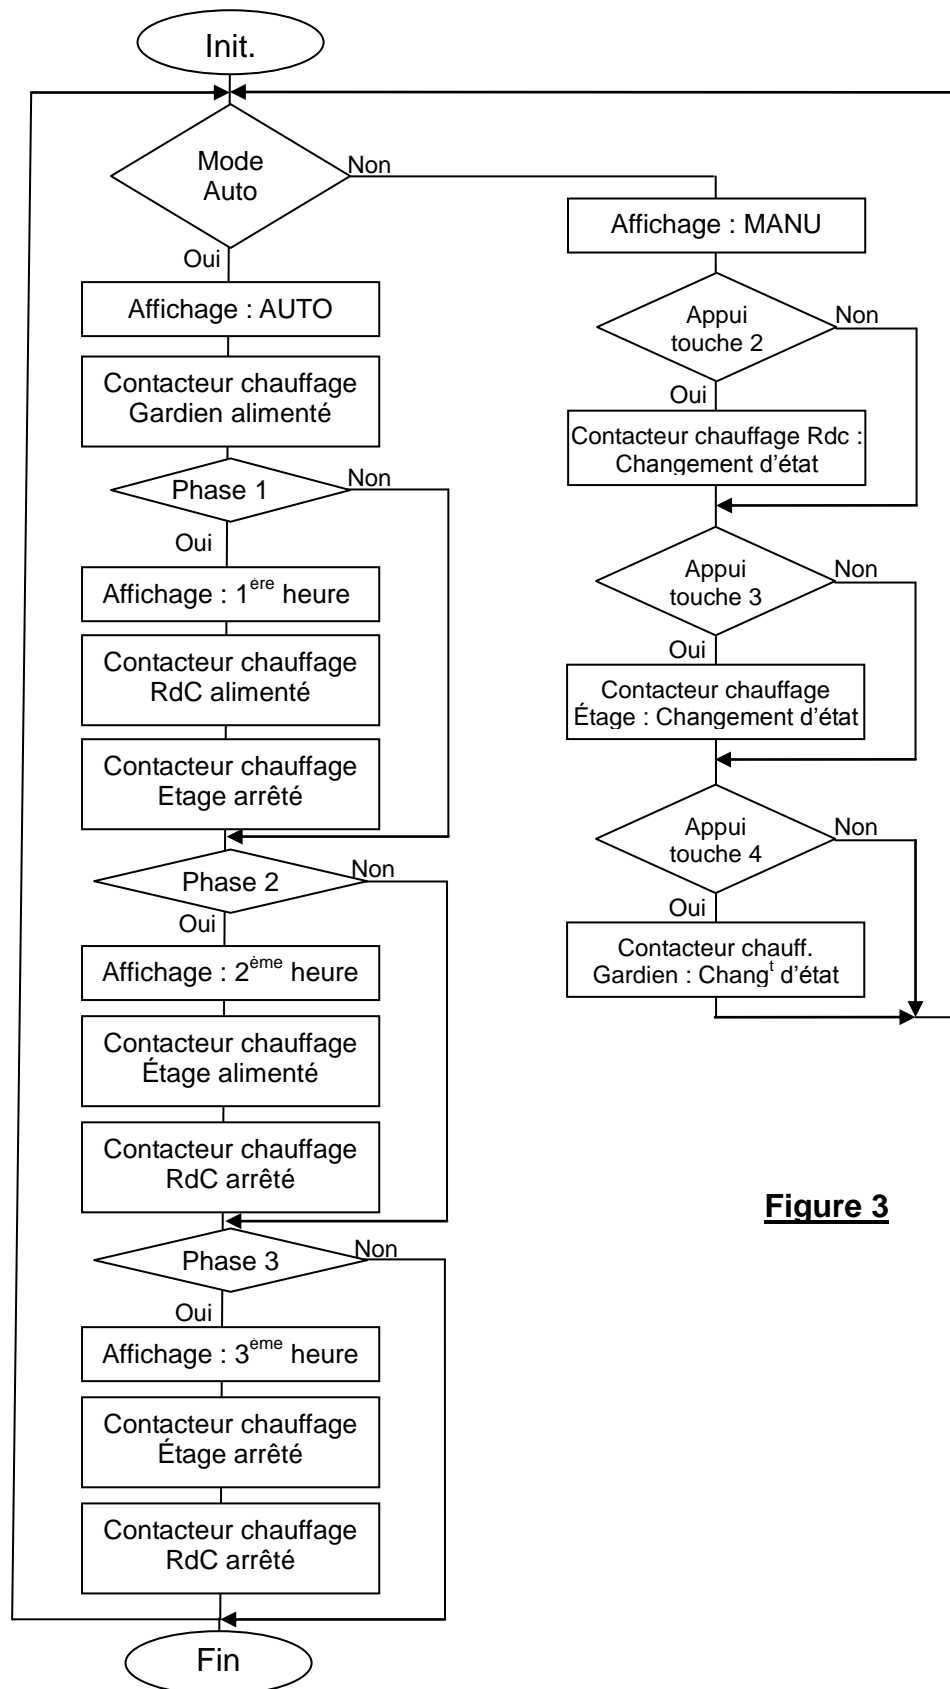 Init.
Mode
Auto
Non
Oui
Affichage : AUTO
Contacteur chauffage
Gardien alimenté
Phase 1
Non
Oui
Affichage : 1ère heure
Contacteur chauffage
RdC alimenté
Contacteur chauffage
Etage arrêté
Phase 2
Non
Oui
Affichage : 2ème heure
Contacteur chauffage
Étage alimenté
Contacteur chauffage
RdC arrêté
Phase 3
Non
Oui
Affichage : 3ème heure
Contacteur chauffage
Étage arrêté
Contacteur chauffage
RdC arrêté
Fin
Affichage : MANU
Appui
touche 2
Non
Oui
Contacteur chauffage Rdc :
Changement d'état
Appui
touche 3
Non
Oui
Contacteur chauffage
Étage : Changement d'état
Appui
touche 4
Non
Oui
Contacteur chauff.
Gardien : Changt d'état
Figure 3